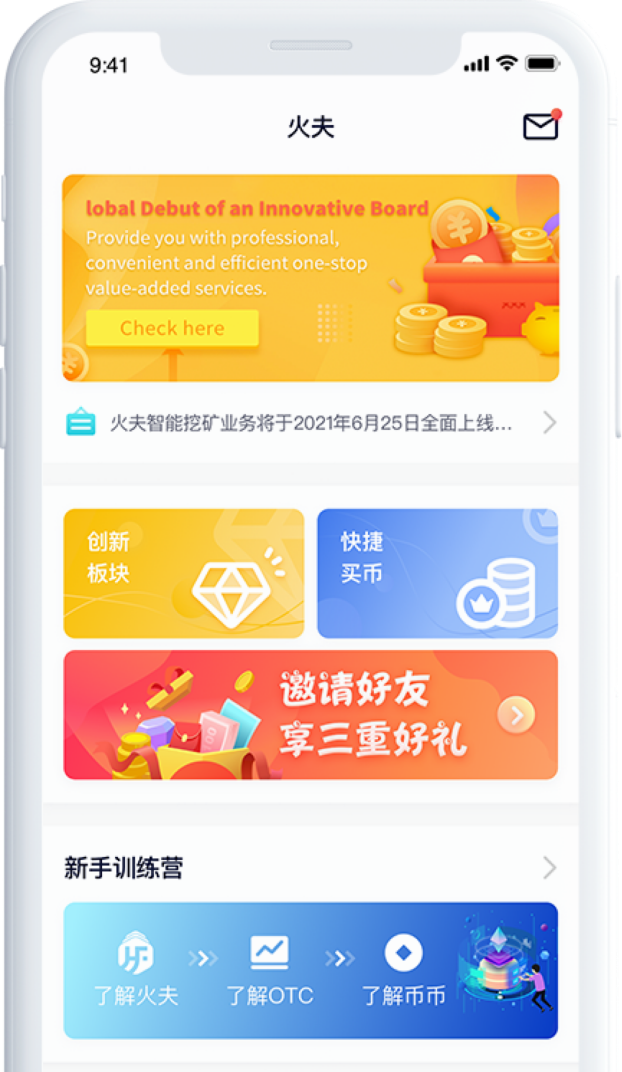 9:41
火夫
lobal Debut of an Innovative Board
Provide you with professional,
convenient and efficient one-stop
value-added services.
Check here
火夫智能挖矿业务将于2021年6月25日全面上线...
创新
板块
快捷
买币
邀请好友
享三重好礼
新手训练营
了解火夫
了解OTC
了解币币